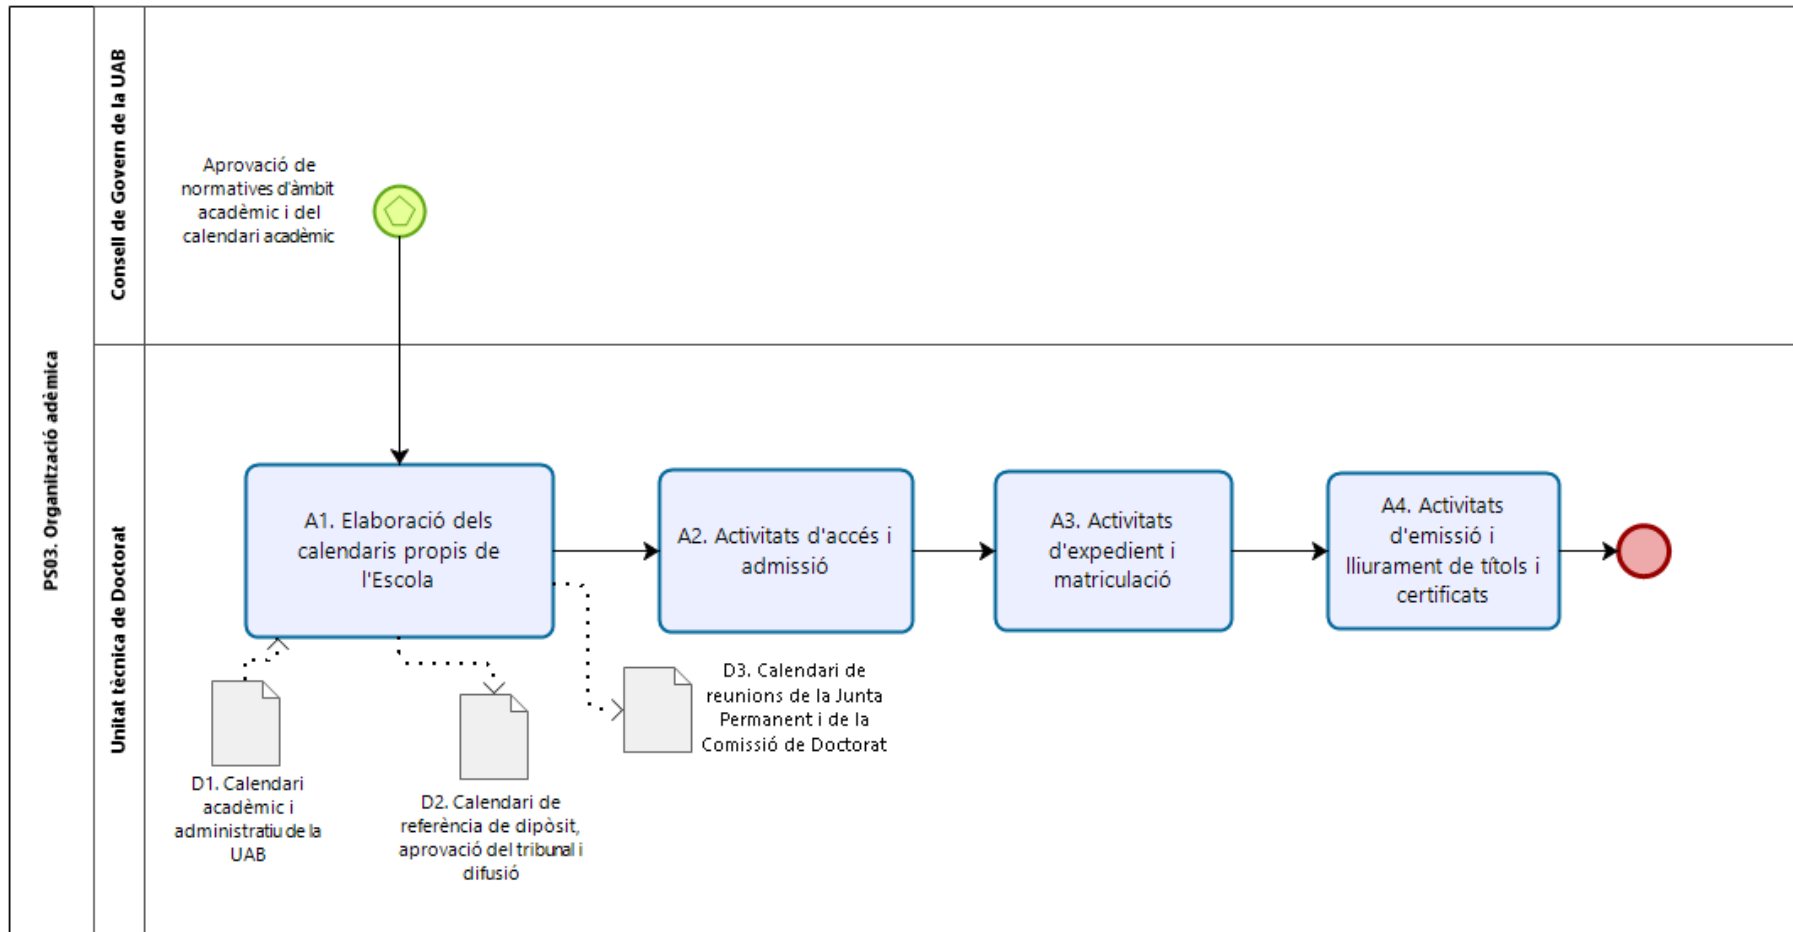 PS03. Organització adèmica
Consell de Govern de la UAB
Aprovació de
normatives d'àmbit
acadèmic i del
calendari acadèmic
Unitat tècnica de Doctorat
A1. Elaboració dels
calendaris propis de
l'Escola
A2. Activitats d'accés i
admissió
A3. Activitats
d'expedient i
matriculació
A4. Activitats
d'emissió i
lliurament de títols i
certificats
D1. Calendari
acadèmic i
administratiu de la
UAB
D2. Calendari de
referència de dipòsit,
aprovació del tribunal i
difusió
D3. Calendari de
reunions de la Junta
Permanent i de la
Comissió de Doctorat